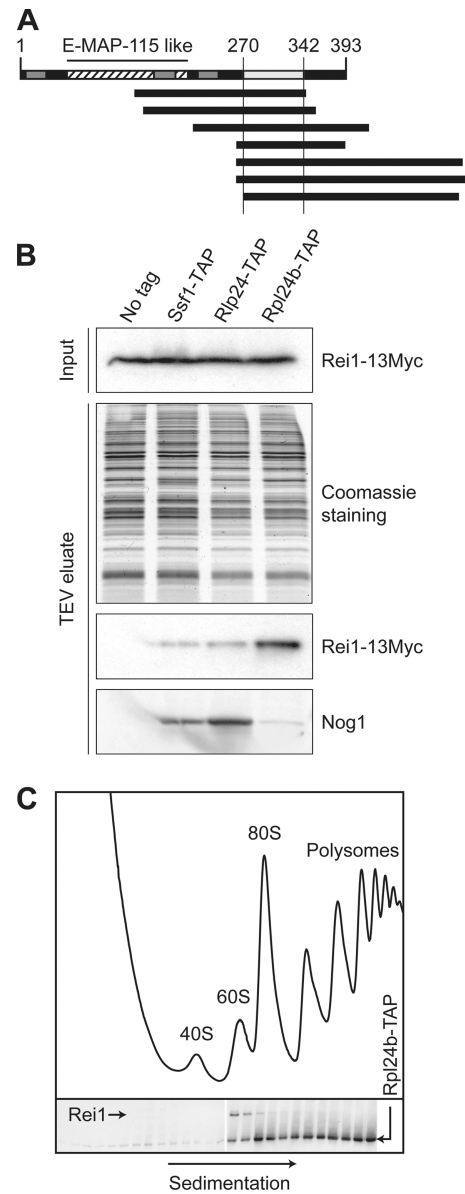 A
1 E-MAP-115 like 270 342 393
B
No tag
Ssf1-TAP
Rlp24-TAP
Rpl24b-TAP
Input
Rei1-13Myc
TEV eluate
Coomassie
staining
Rei1-13Myc
Nog1
C
80S
Polysomes
60S
40S
Rpl24b-TAP
Rei1
Sedimentation